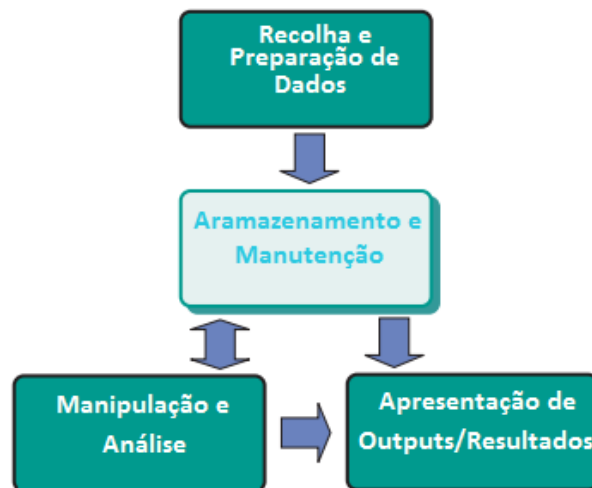 Recolha e
Preparação de
Dados
Aramazenamento e
Manutenção
Manipulação e
Análise
Apresentação de
Outputs/Resultados